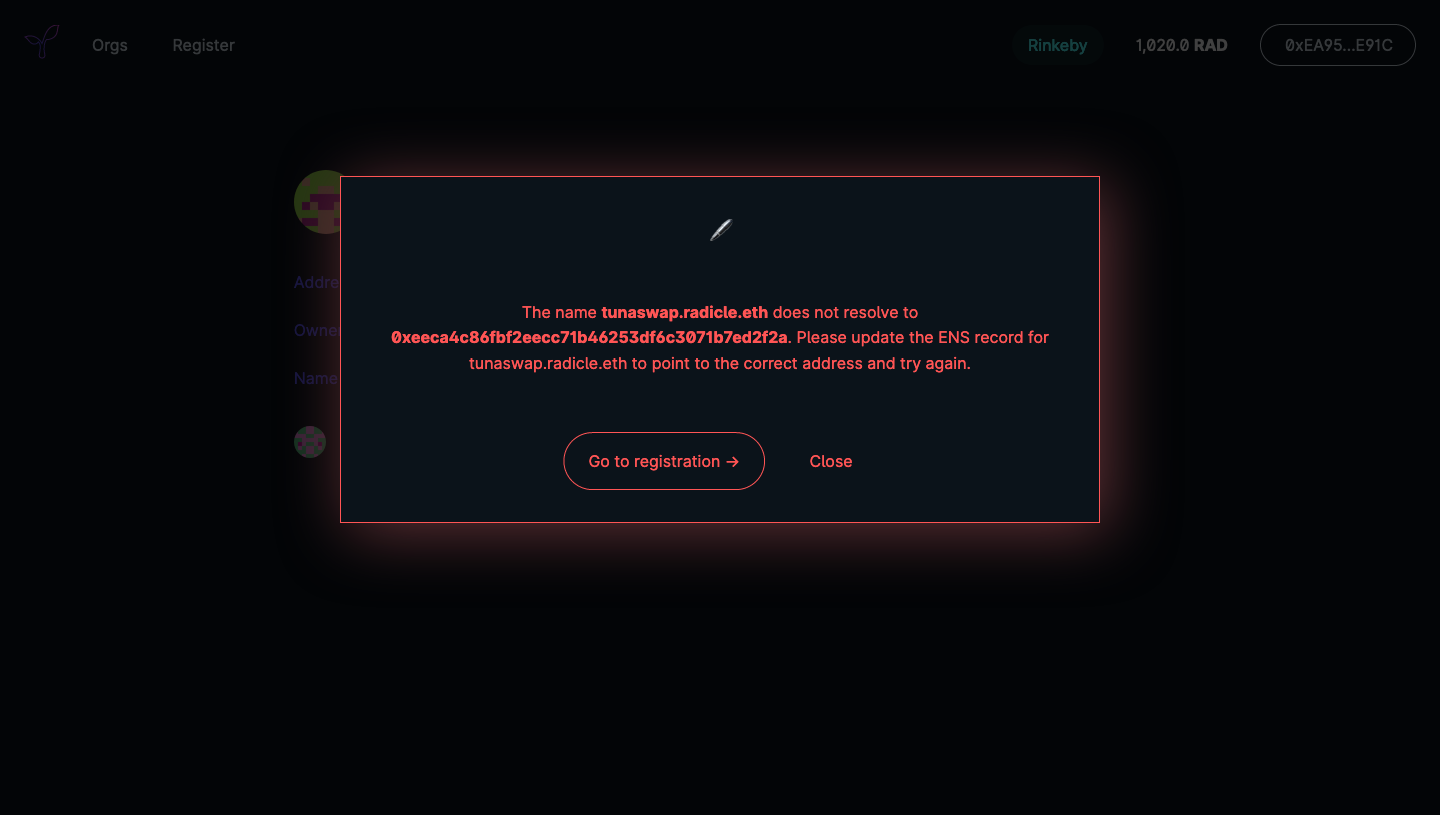 Orgs Register Rinkeby 1,020.0 RAD 0xEA95...E91C
The name tunaswap.radicle.eth does not resolve to
0xeeca4c86fbf2eecc71b46253df6c3071b7ed2f2a. Please update the ENS record for
tunaswap.radicle.eth to point to the correct address and try again.
Addre
Owne
Name
Go to registration → Close